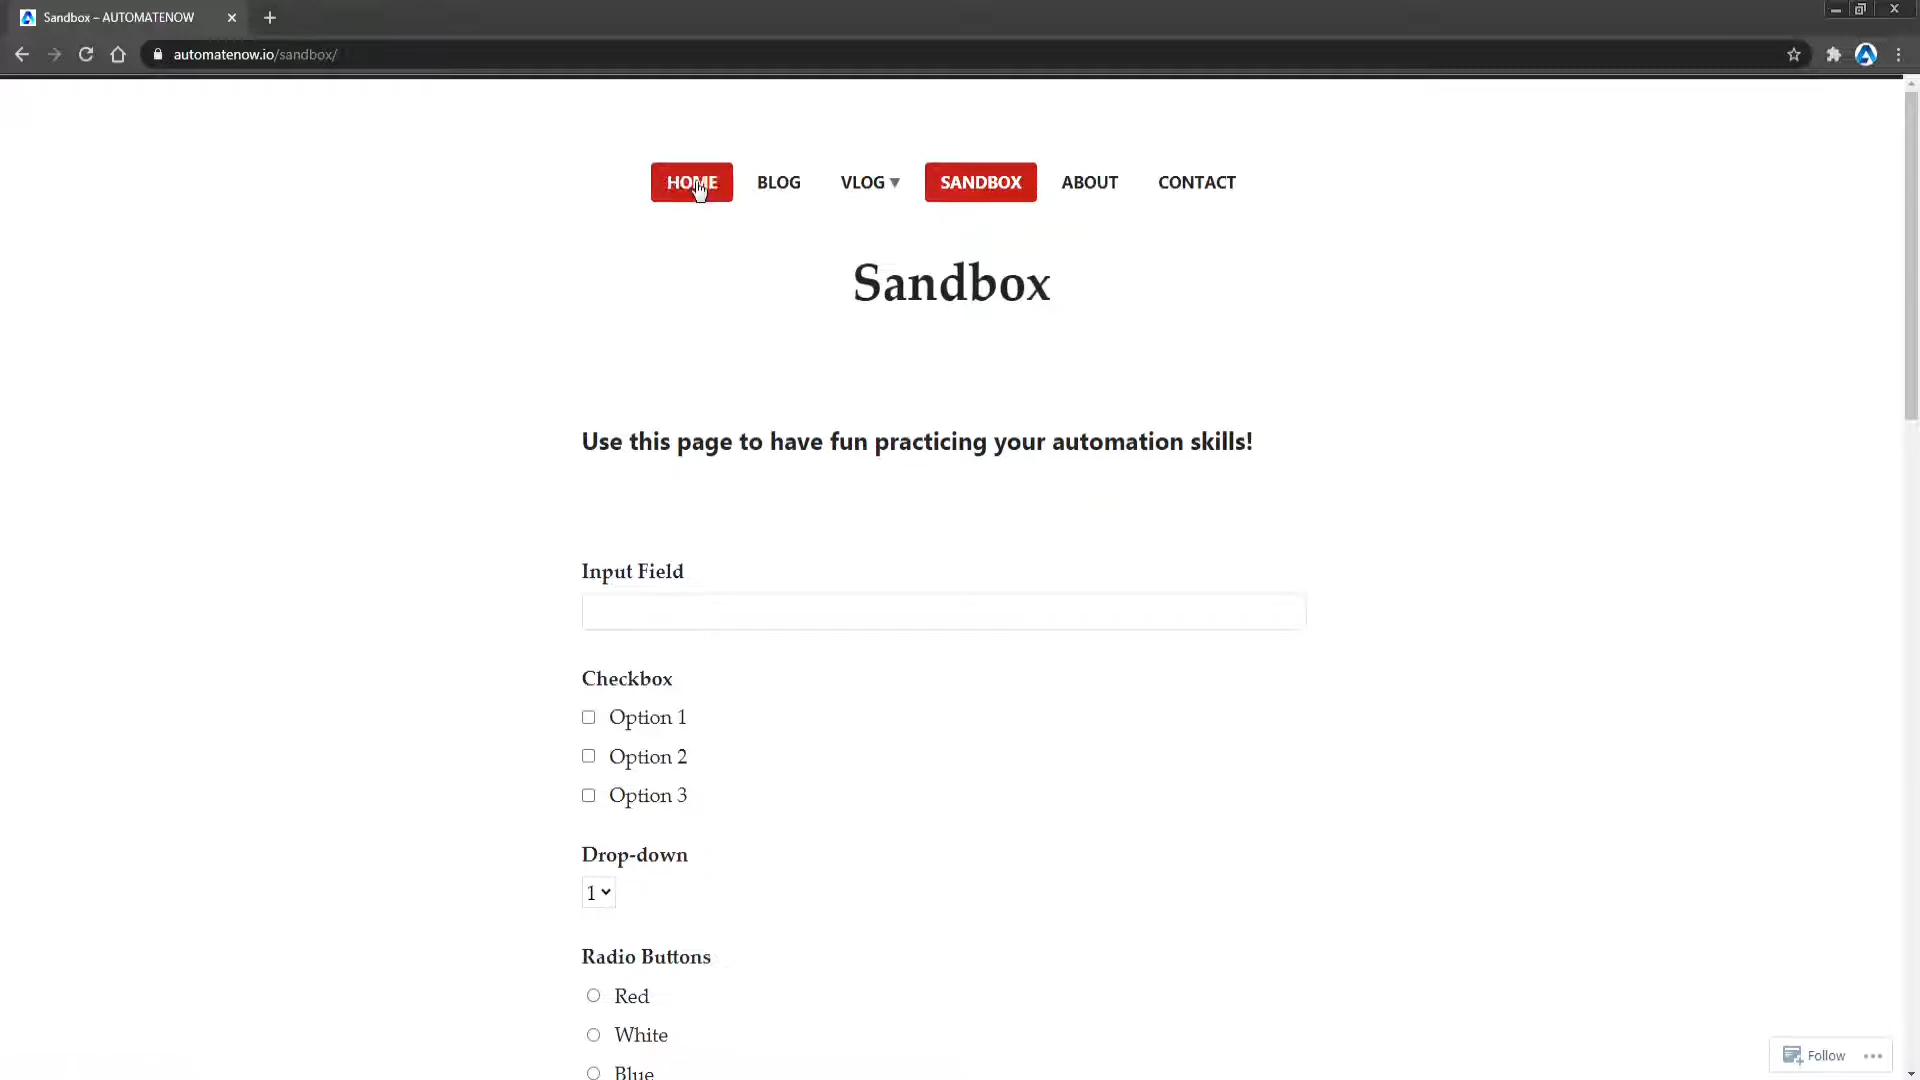 Sandbox – AUTOMATENOW
automatenow.io/sandbox/
HOME BLOG VLOG SANDBOX ABOUT CONTACT
Sandbox
Use this page to have fun practicing your automation skills!
Input Field
Checkbox
Option 1
Option 2
Option 3
Drop-down
1
Radio Buttons
Red
White
Blue
Follow